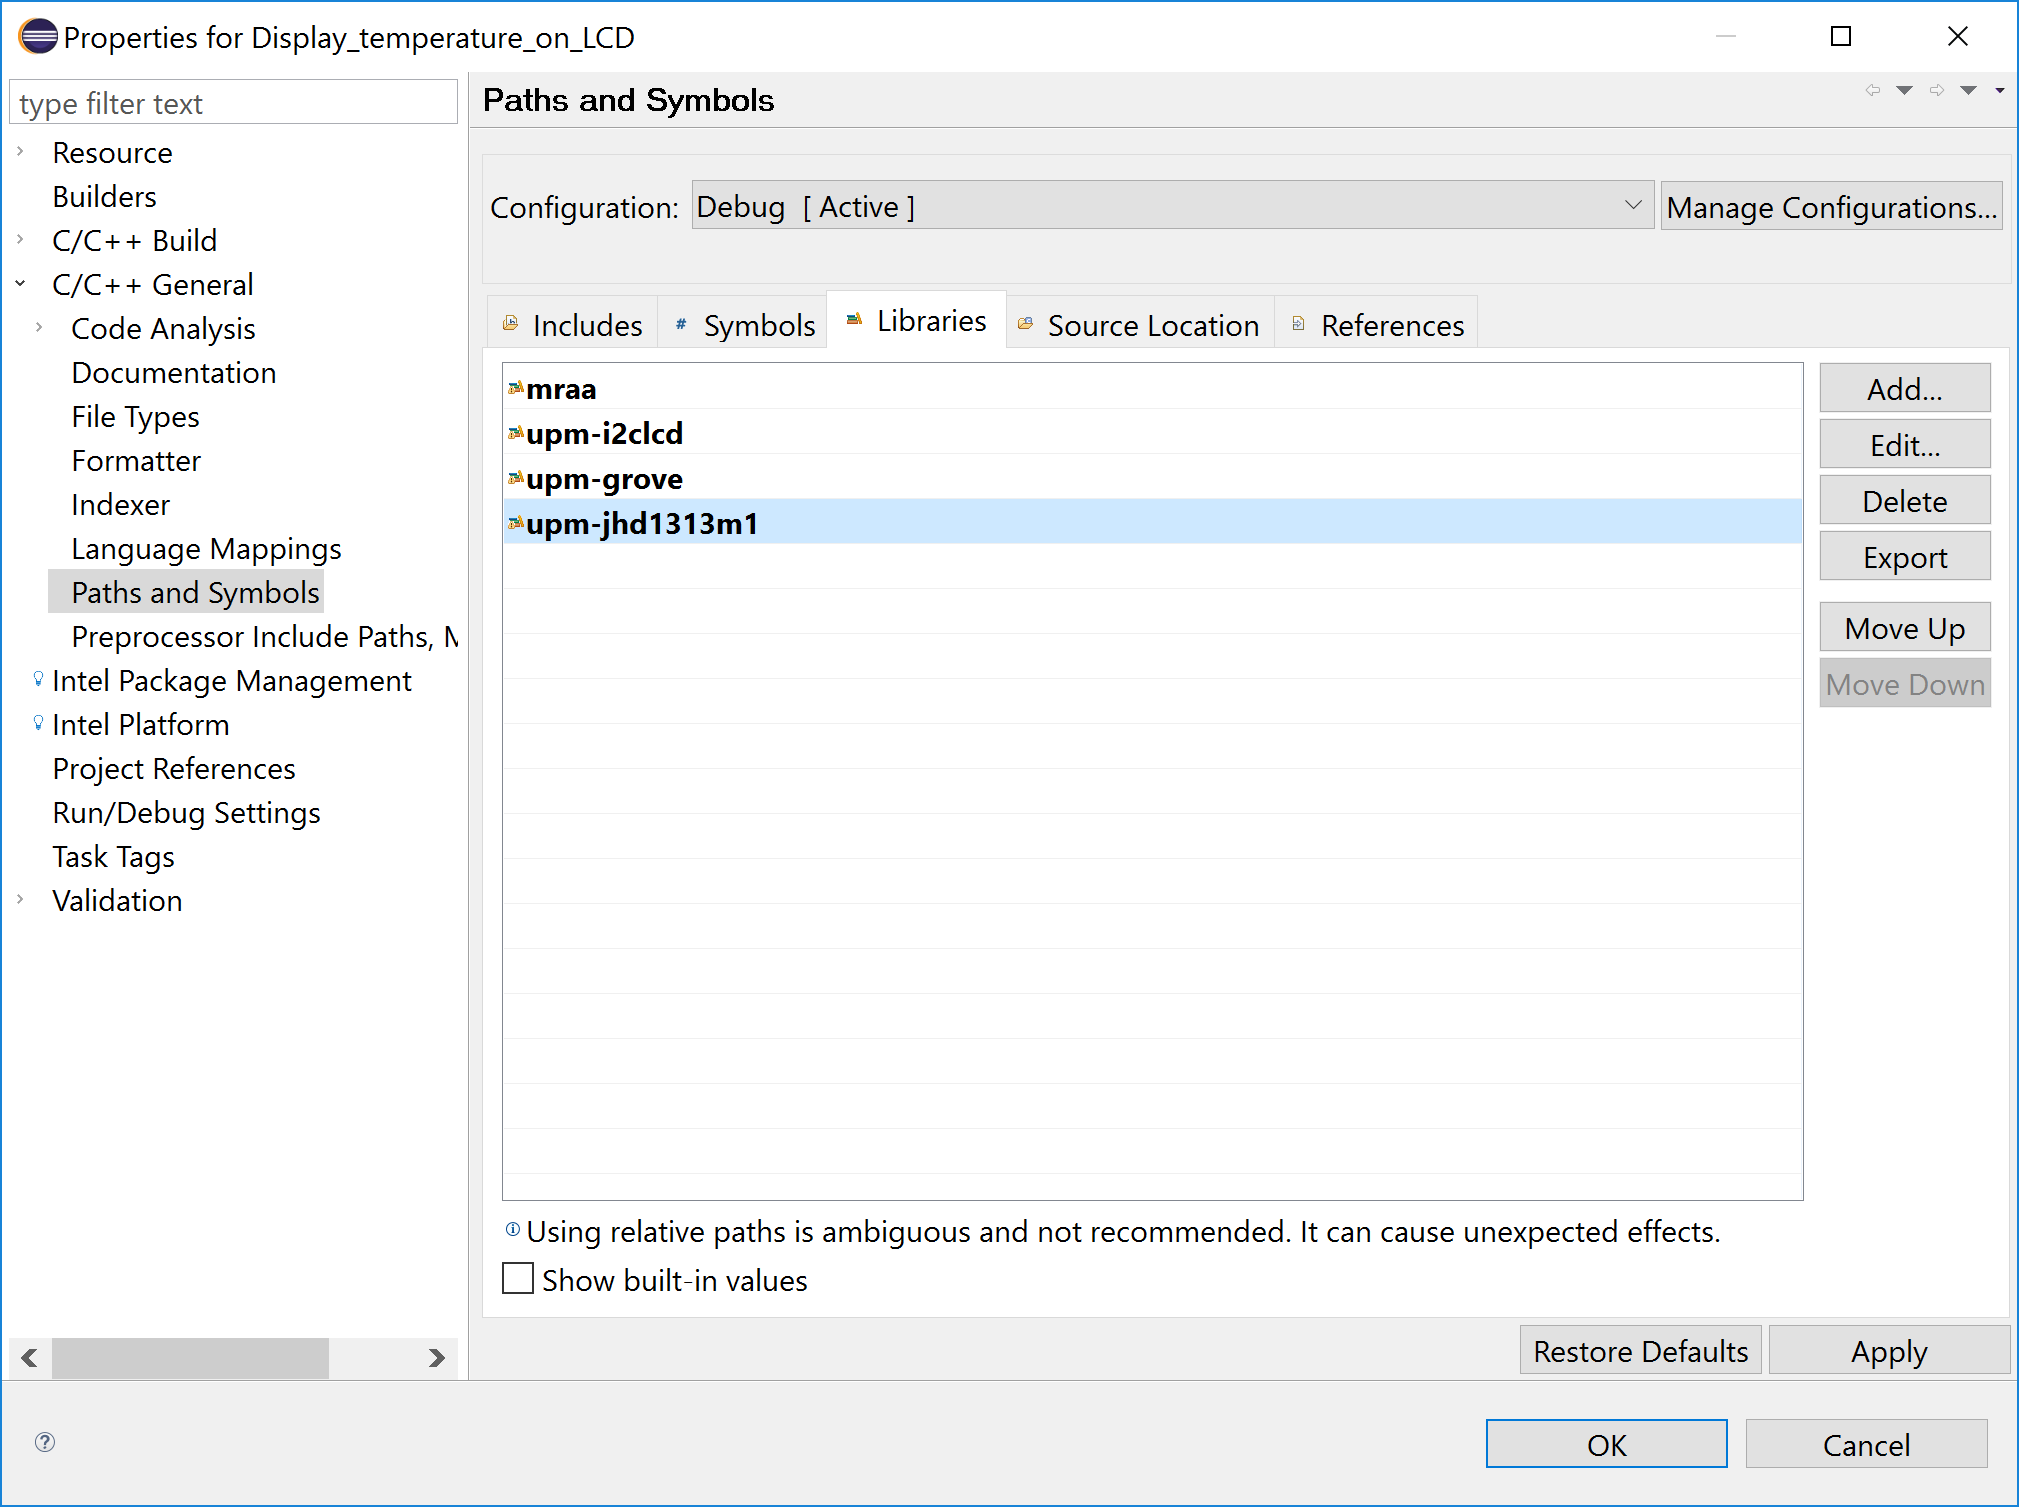 Properties for Display_temperature_on_LCD
type filter text
Resource
Builders
C/C++ Build
C/C++ General
Code Analysis
Documentation
File Types
Formatter
Indexer
Language Mappings
Paths and Symbols
Preprocessor Include Paths, M
Intel Package Management
Intel Platform
Project References
Run/Debug Settings
Task Tags
Validation
Paths and Symbols
Configuration: Debug [ Active ] Manage Configurations...
Includes # Symbols Libraries Source Location References
mraa
upm-i2clcd
upm-grove
upm-jhd1313m1
Add...
Edit...
Delete
Export
Move Up
Move Down
Using relative paths is ambiguous and not recommended. It can cause unexpected effects.
Show built-in values
Restore Defaults Apply
OK Cancel